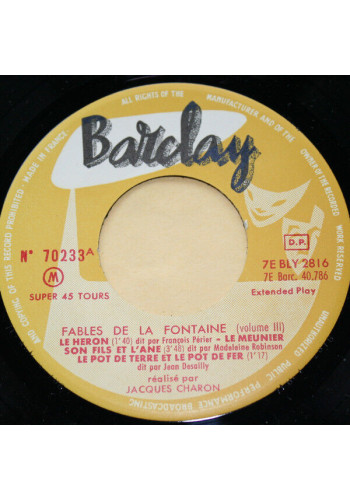 ALL RIGHTS OF THE MANUFACTURER AND OF THE OWNER OF THE RECORDED WORK RESERVED
UNAUTHORIZED PUBLIC PERFORMANCE BROADCASTING AND COPYING OF THIS RECORD PROHIBITED - MADE IN FRANCE
Barclay
N° 70233A
M
SUPER 45 TOURS
D.P.
7E BLY 2816
7E Barc. 40.786
Extended Play
FABLES DE LA FONTAINE (volume III)
LE HERON (1'40) dit par François Périer - LE MEUNIER
SON FILS ET L'ANE (3'48) dit par Madeleine Robinson
LE POT DE TERRE ET LE POT DE FER (1'17)
dit par Jean Desailly
réalisé par
JACQUES CHARON